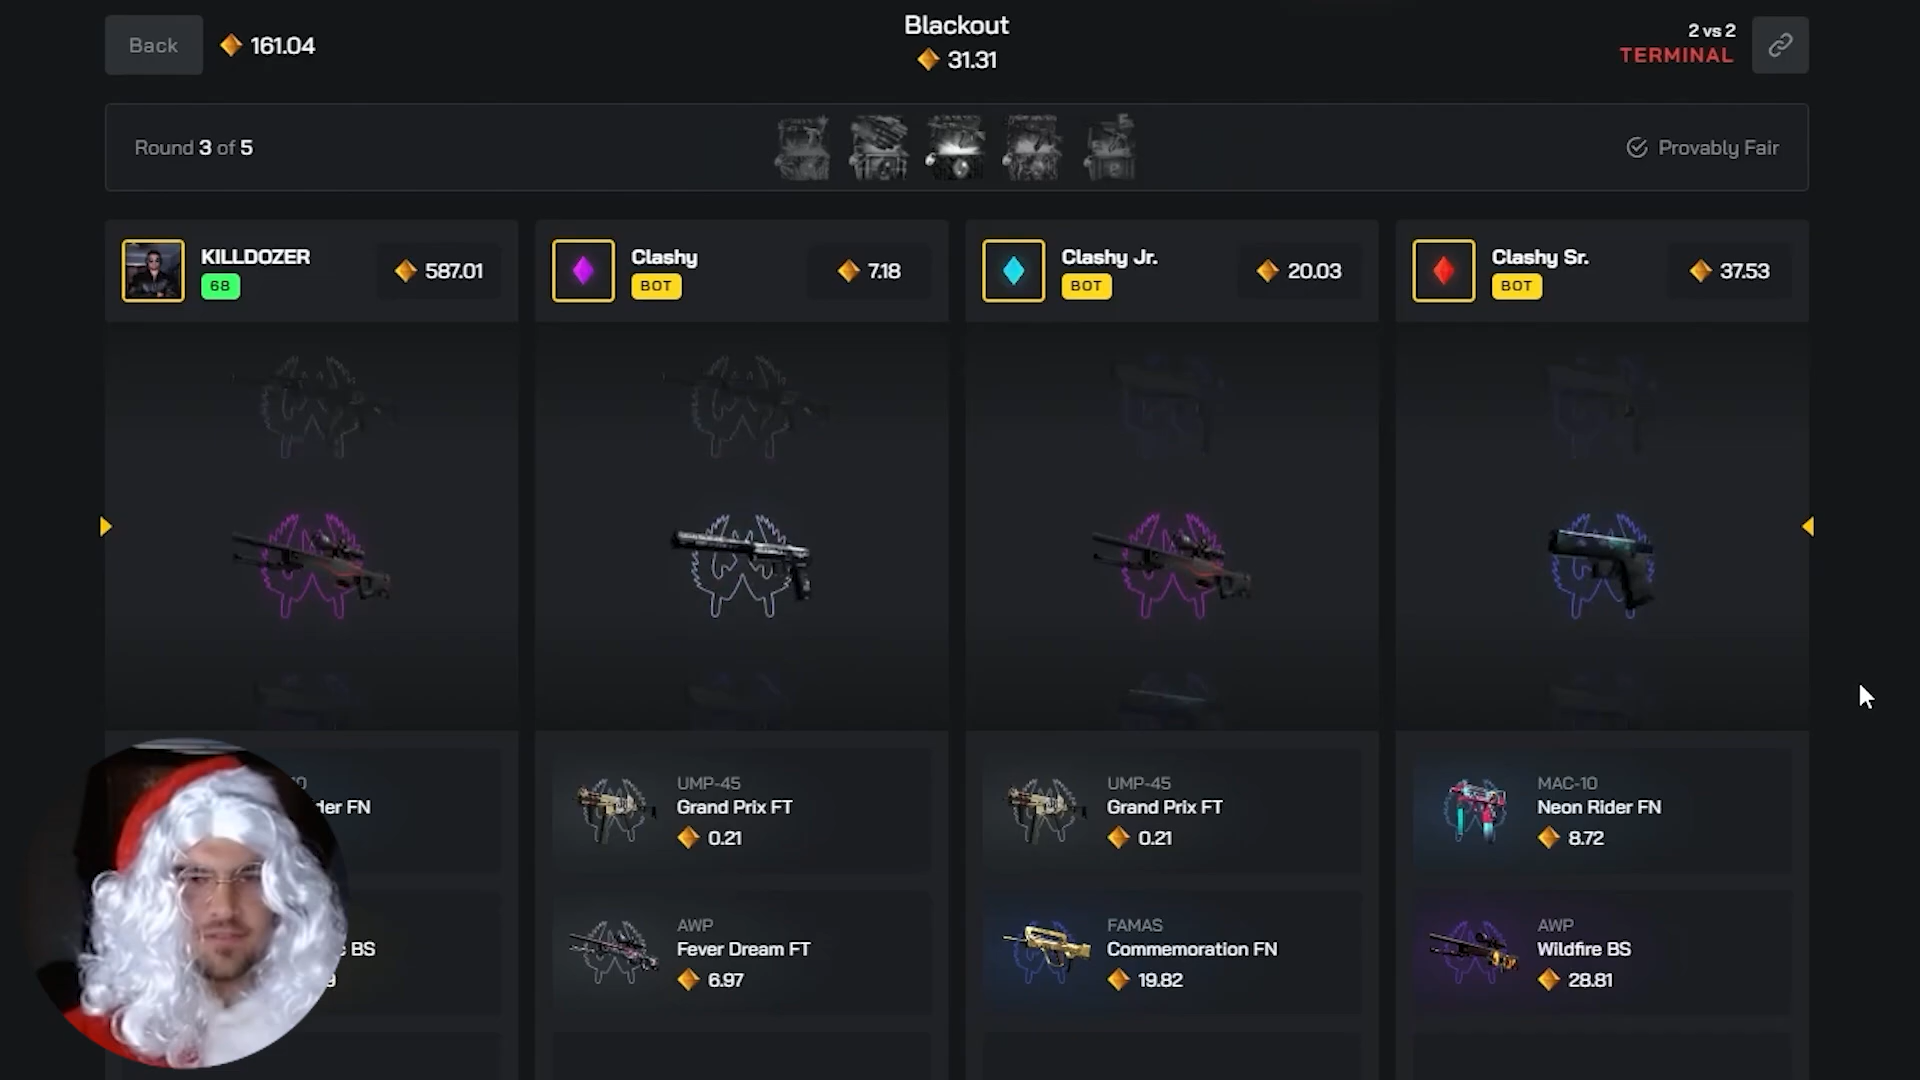 Back
161.04
Blackout
31.31
2 vs 2
TERMINAL
Round 3 of 5
Provably Fair
KILLDOZER
68
587.01
Clashy
BOT
7.18
Clashy Jr.
BOT
20.03
Clashy Sr.
BOT
37.53
der FN
BS
UMP-45
Grand Prix FT
0.21
AWP
Fever Dream FT
6.97
UMP-45
Grand Prix FT
0.21
FAMAS
Commemoration FN
19.82
MAC-10
Neon Rider FN
8.72
AWP
Wildfire BS
28.81